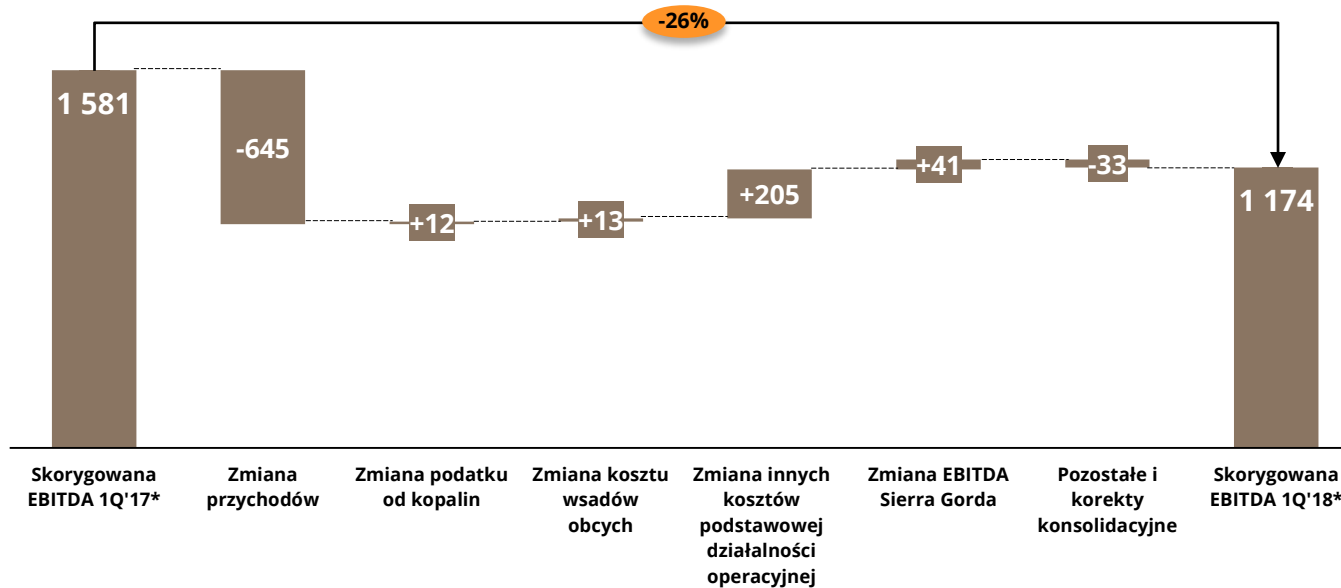 -26%
1 581
-645
+12
+13
+205
+41
-33
1 174
Skorygowana
EBITDA 1Q'17*
Zmiana
przychodów
Zmiana podatku
od kopalin
Zmiana kosztu
wsadów
obcych
Zmiana innych
kosztów
podstawowej
działalności
operacyjnej
Zmiana EBITDA
Sierra Gorda
Pozostałe i
korekty
konsolidacyjne
Skorygowana
EBITDA 1Q'18*